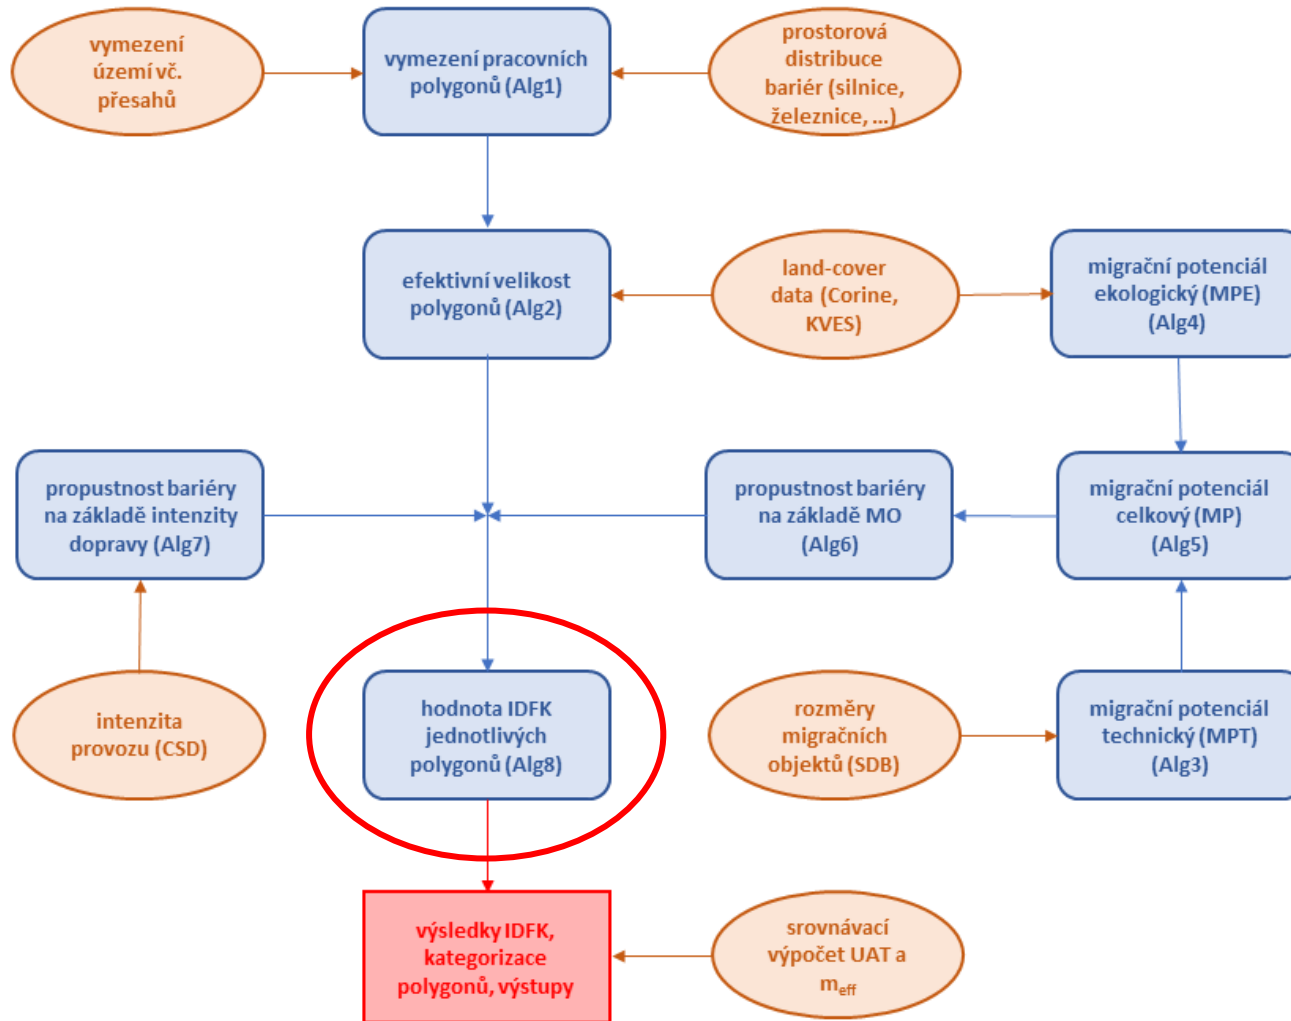 vymezení
území vč.
přesahů
vymezení pracovních
polygonů (Alg1)
prostorová
distribuce
bariér (silnice,
železnice, ...)
efektivní velikost
polygonů (Alg2)
land-cover
data (Corine,
KVES)
migrační potenciál
ekologický (MPE)
(Alg4)
propustnost bariéry
na základě intenzity
dopravy (Alg7)
propustnost bariéry
na základě MO
(Alg6)
migrační potenciál
celkový (MP)
(Alg5)
intenzita
provozu (CSD)
hodnota IDFK
jednotlivých
polygonů (Alg8)
rozměry
migračních
objektů (SDB)
migrační potenciál
technický (MPT)
(Alg3)
výsledky IDFK,
kategorizace
polygonů, výstupy
srovnávací
výpočet UAT a
meff